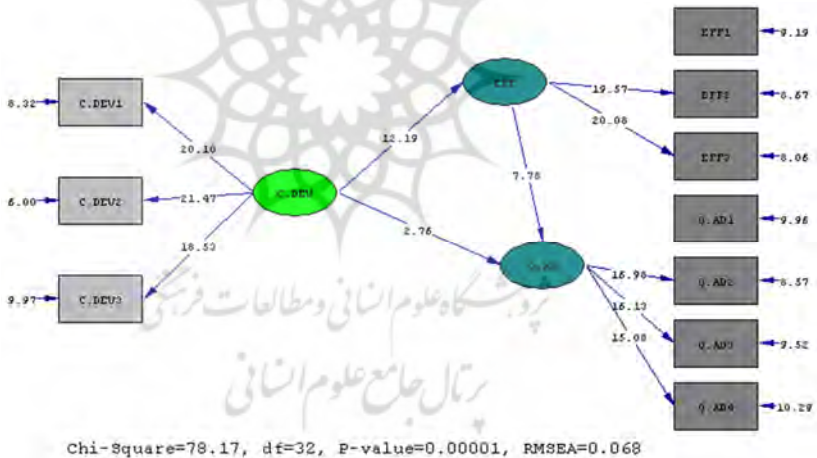 EFF1
9.19
8.32
C.DEV1
EFF
19.57
EFF2
8.67
20.10
12.19
20.08
EFF3
8.06
6.00
C.DEV2
21.47
C.DEV
7.78
Q.AD1
9.96
2.76
18.53
Q.AD
16.98
Q.AD2
8.57
9.97
C.DEV3
16.13
Q.AD3
9.52
پژوهشگاه علوم انسانی و مطالعات فرهنگی
15.08
پرتال جامع علوم انسانی
Q.AD4
10.29
Chi-Square=78.17, df=32, P-value=0.00001, RMSEA=0.068